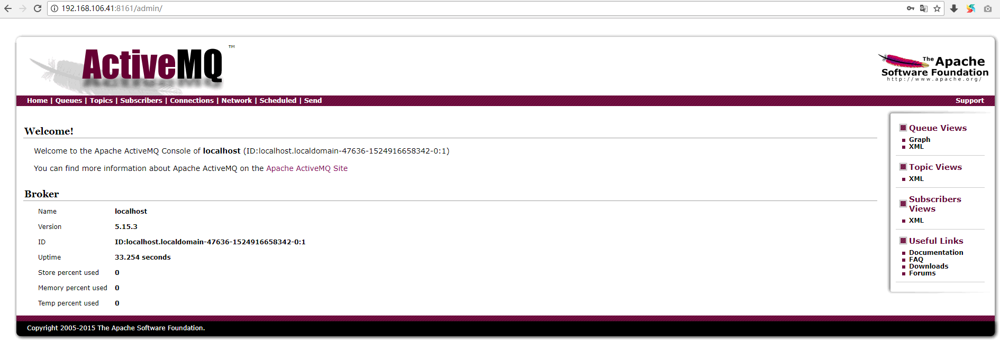 192.168.106.41:8161/admin/
ActiveMQ™
The Apache
Software Foundation
http://www.apache.org/
Home | Queues | Topics | Subscribers | Connections | Network | Scheduled | Send
Support
Welcome!
Welcome to the Apache ActiveMQ Console of localhost (ID:localhost.localdomain-47636-1524916658342-0:1)
You can find more information about Apache ActiveMQ on the Apache ActiveMQ Site
Broker
Name localhost
Version 5.15.3
ID ID:localhost.localdomain-47636-1524916658342-0:1
Uptime 33.254 seconds
Store percent used 0
Memory percent used 0
Temp percent used 0
Queue Views
Graph
XML
Topic Views
XML
Subscribers
Views
XML
Useful Links
Documentation
FAQ
Downloads
Forums
Copyright 2005-2015 The Apache Software Foundation.